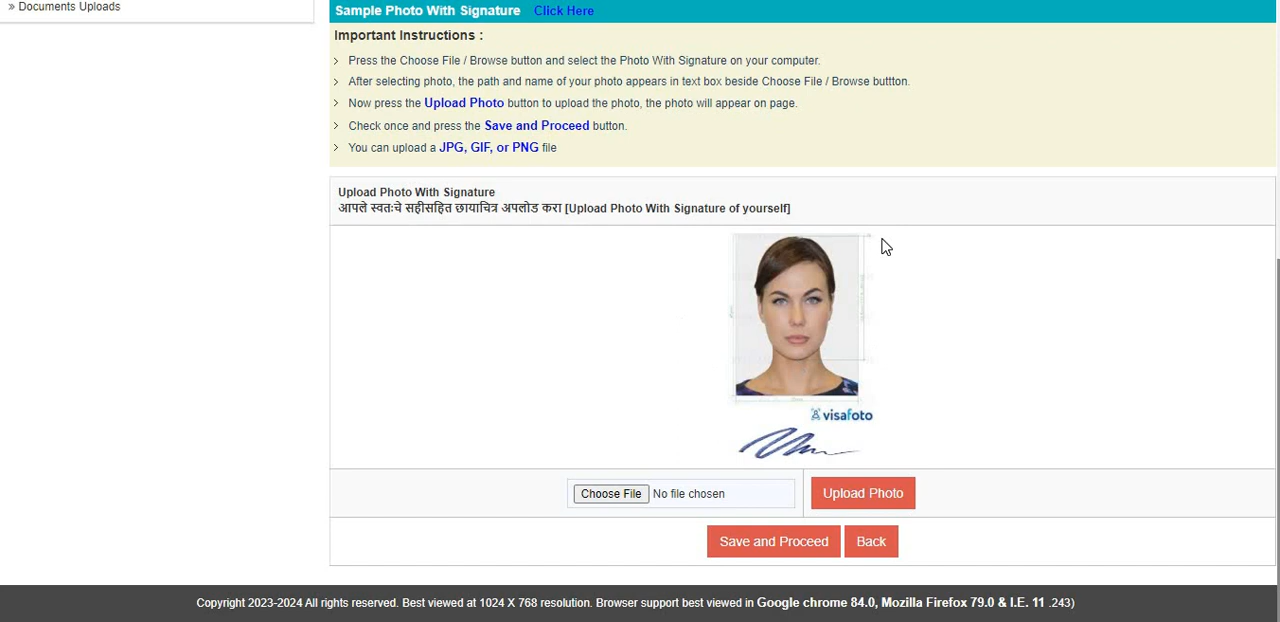 » Documents Uploads
Sample Photo With Signature Click Here
Important Instructions :
Press the Choose File / Browse button and select the Photo With Signature on your computer.
After selecting photo, the path and name of your photo appears in text box beside Choose File / Browse buttton.
Now press the Upload Photo button to upload the photo, the photo will appear on page.
Check once and press the Save and Proceed button.
You can upload a JPG, GIF, or PNG file
Upload Photo With Signature
आपले स्वतःचे सहीसहित छायाचित्र अपलोड करा [Upload Photo With Signature of yourself]
visafoto
Choose File No file chosen
Upload Photo
Save and Proceed Back
Copyright 2023-2024 All rights reserved. Best viewed at 1024 X 768 resolution. Browser support best viewed in Google chrome 84.0, Mozilla Firefox 79.0 & I.E. 11 .243)